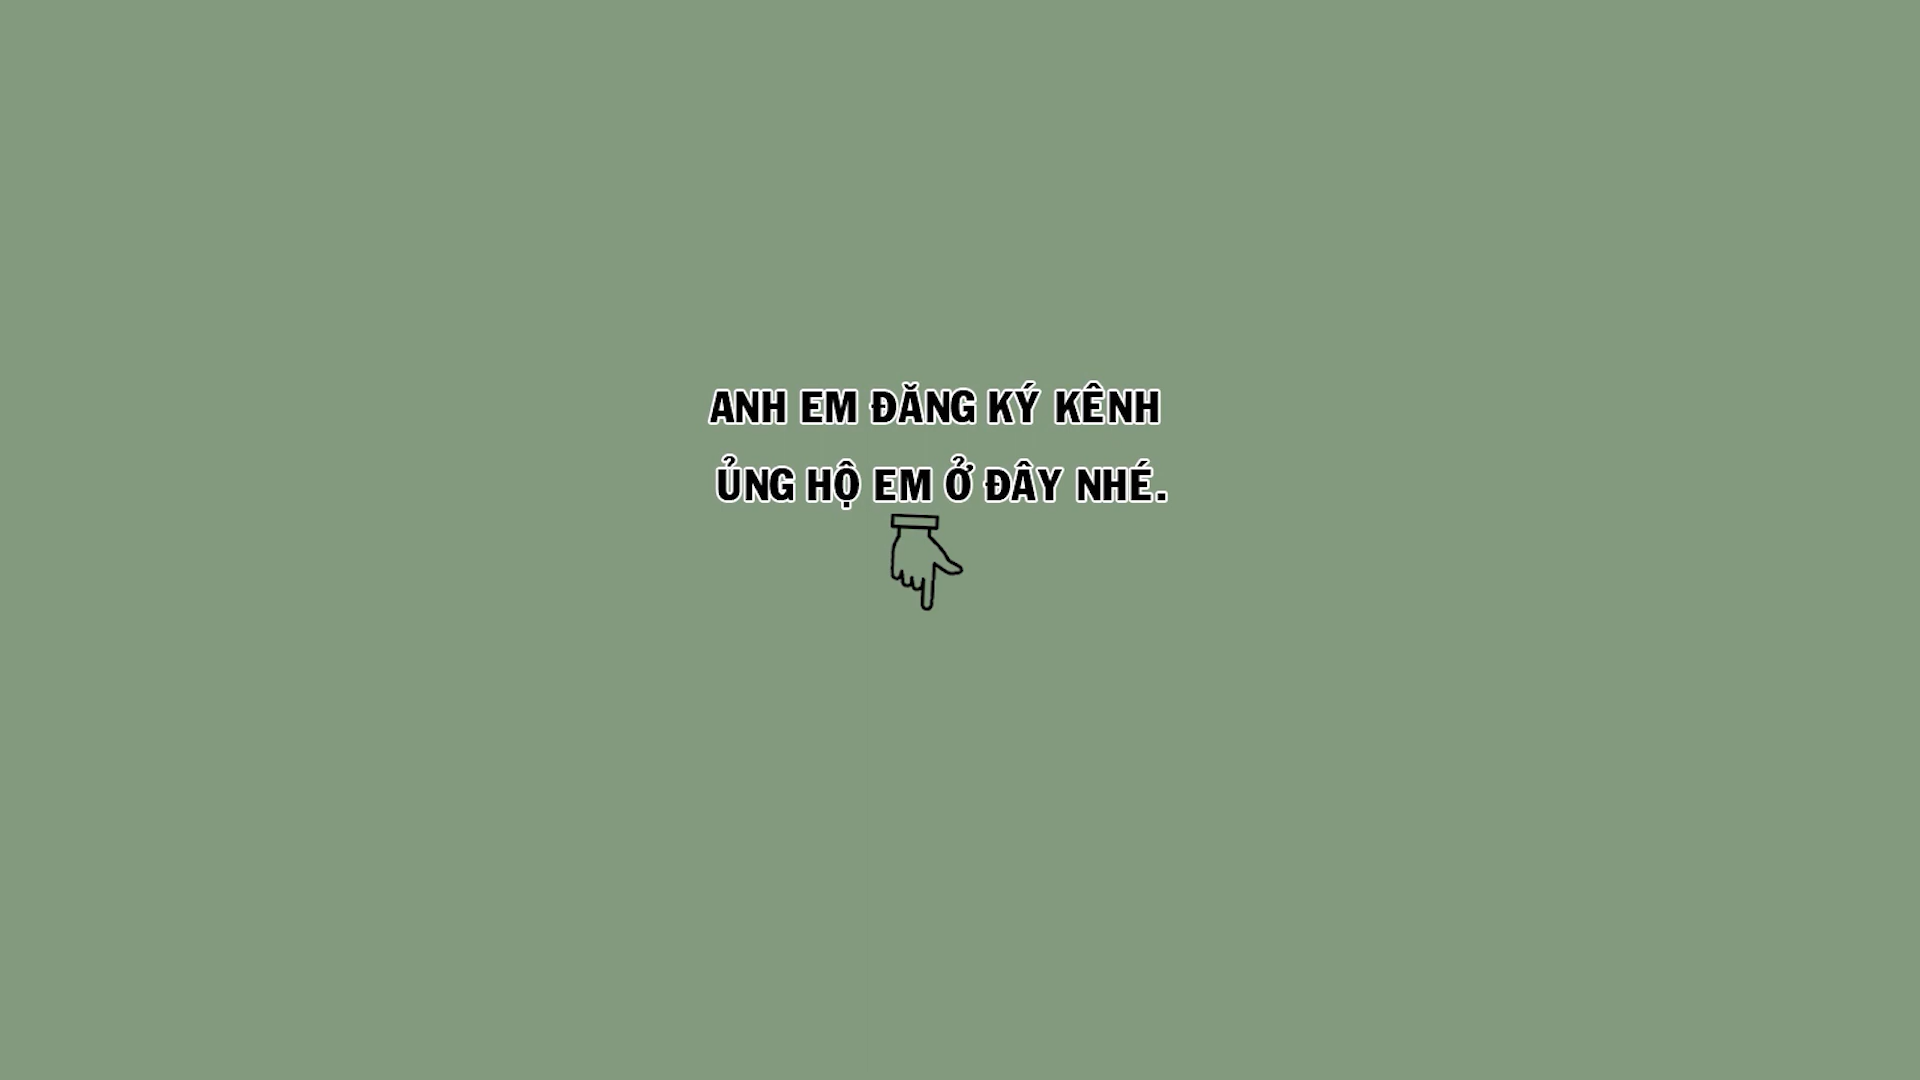 ANH EM ĐĂNG KÝ KÊNH
ỦNG HỘ EM Ở ĐÂY NHÉ.